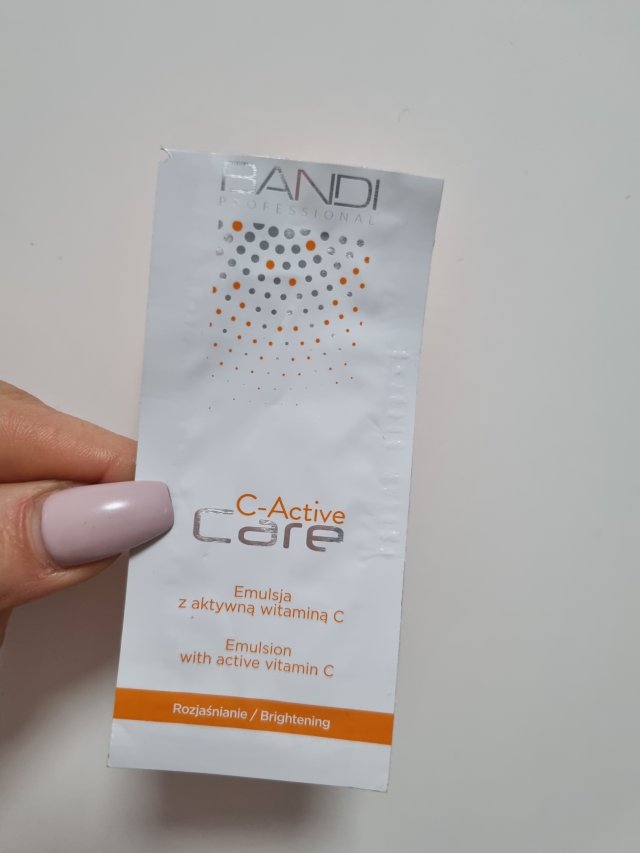 BANDI
PROFESSIONAL
C-Active
Care
Emulsja
z aktywną witaminą C
Emulsion
with active vitamin C
Rozjaśnianie / Brightening